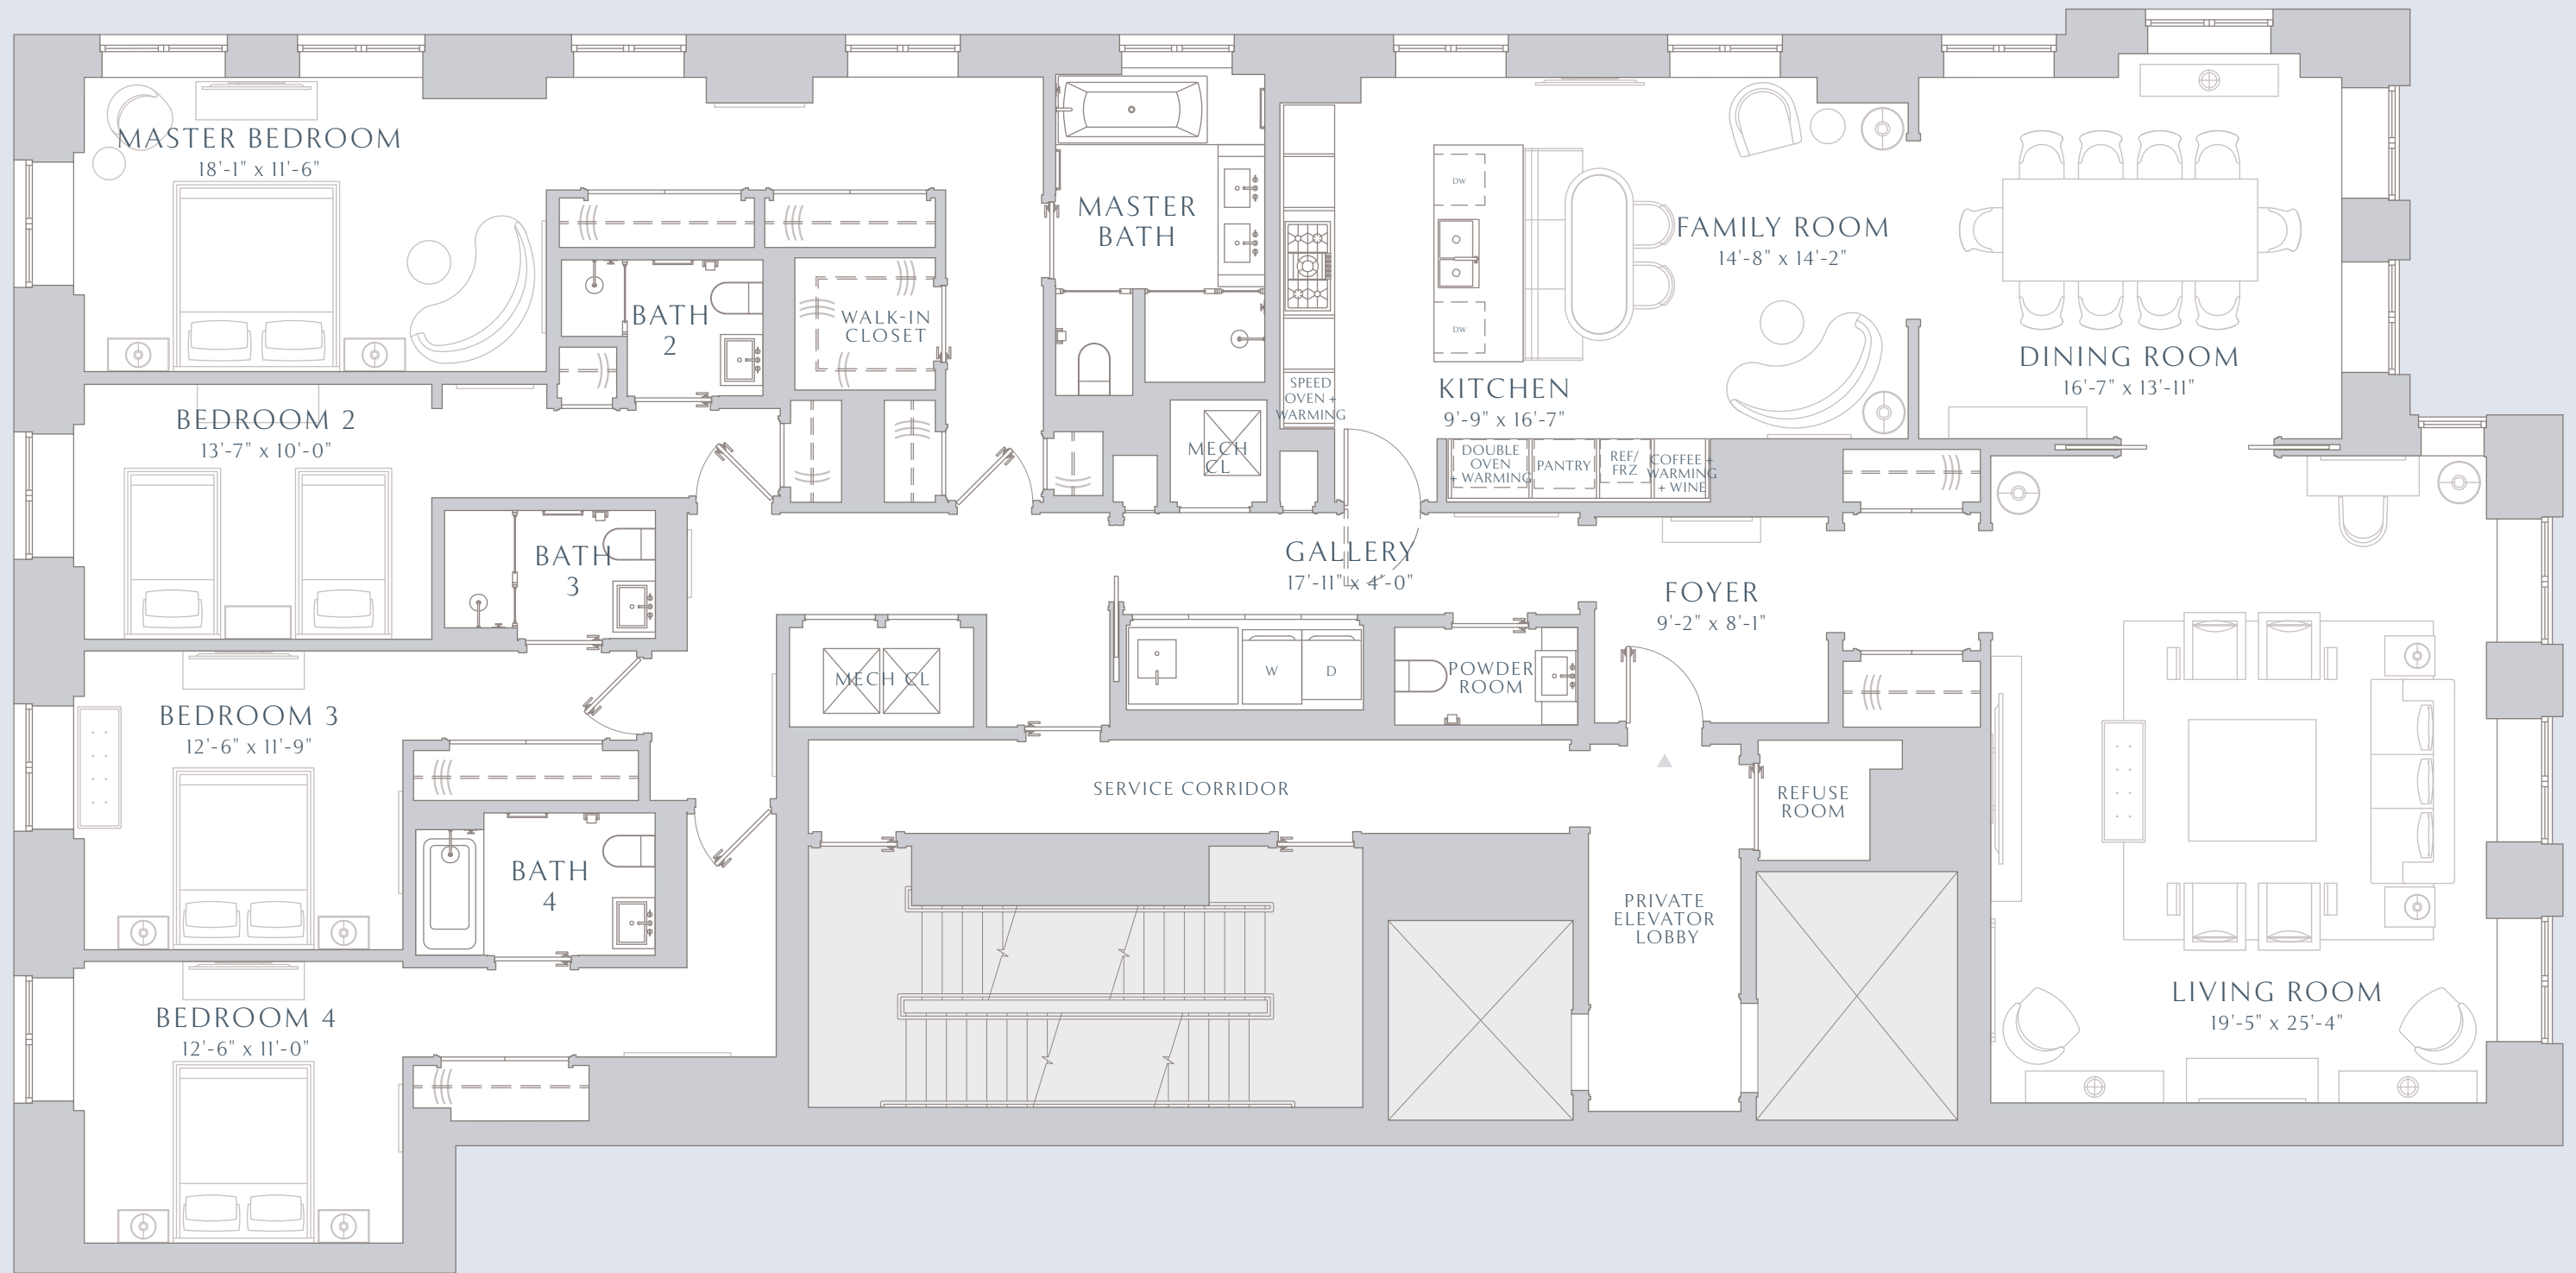 MASTER BEDROOM
18'-1" x 11'-6"
MASTER
BATH
FAMILY ROOM
14'-8" x 14'-2"
DW
DW
DINING ROOM
16'-7" x 13'-11"
BATH
2
WALK-IN
CLOSET
KITCHEN
9'-9" x 16'-7"
SPEED
OVEN +
WARMING
BEDROOM 2
13'-7" x 10'-0"
MECH
CL
DOUBLE
OVEN
+ WARMING
PANTRY
REF/
FRZ
COFFEE +
WARMING
+ WINE
BATH
3
GALLERY
17'-11" x 4'-0"
FOYER
9'-2" x 8'-1"
BEDROOM 3
12'-6" x 11'-9"
MECH CL
W
D
POWDER
ROOM
SERVICE CORRIDOR
REFUSE
ROOM
BATH
4
PRIVATE
ELEVATOR
LOBBY
LIVING ROOM
19'-5" x 25'-4"
BEDROOM 4
12'-6" x 11'-0"